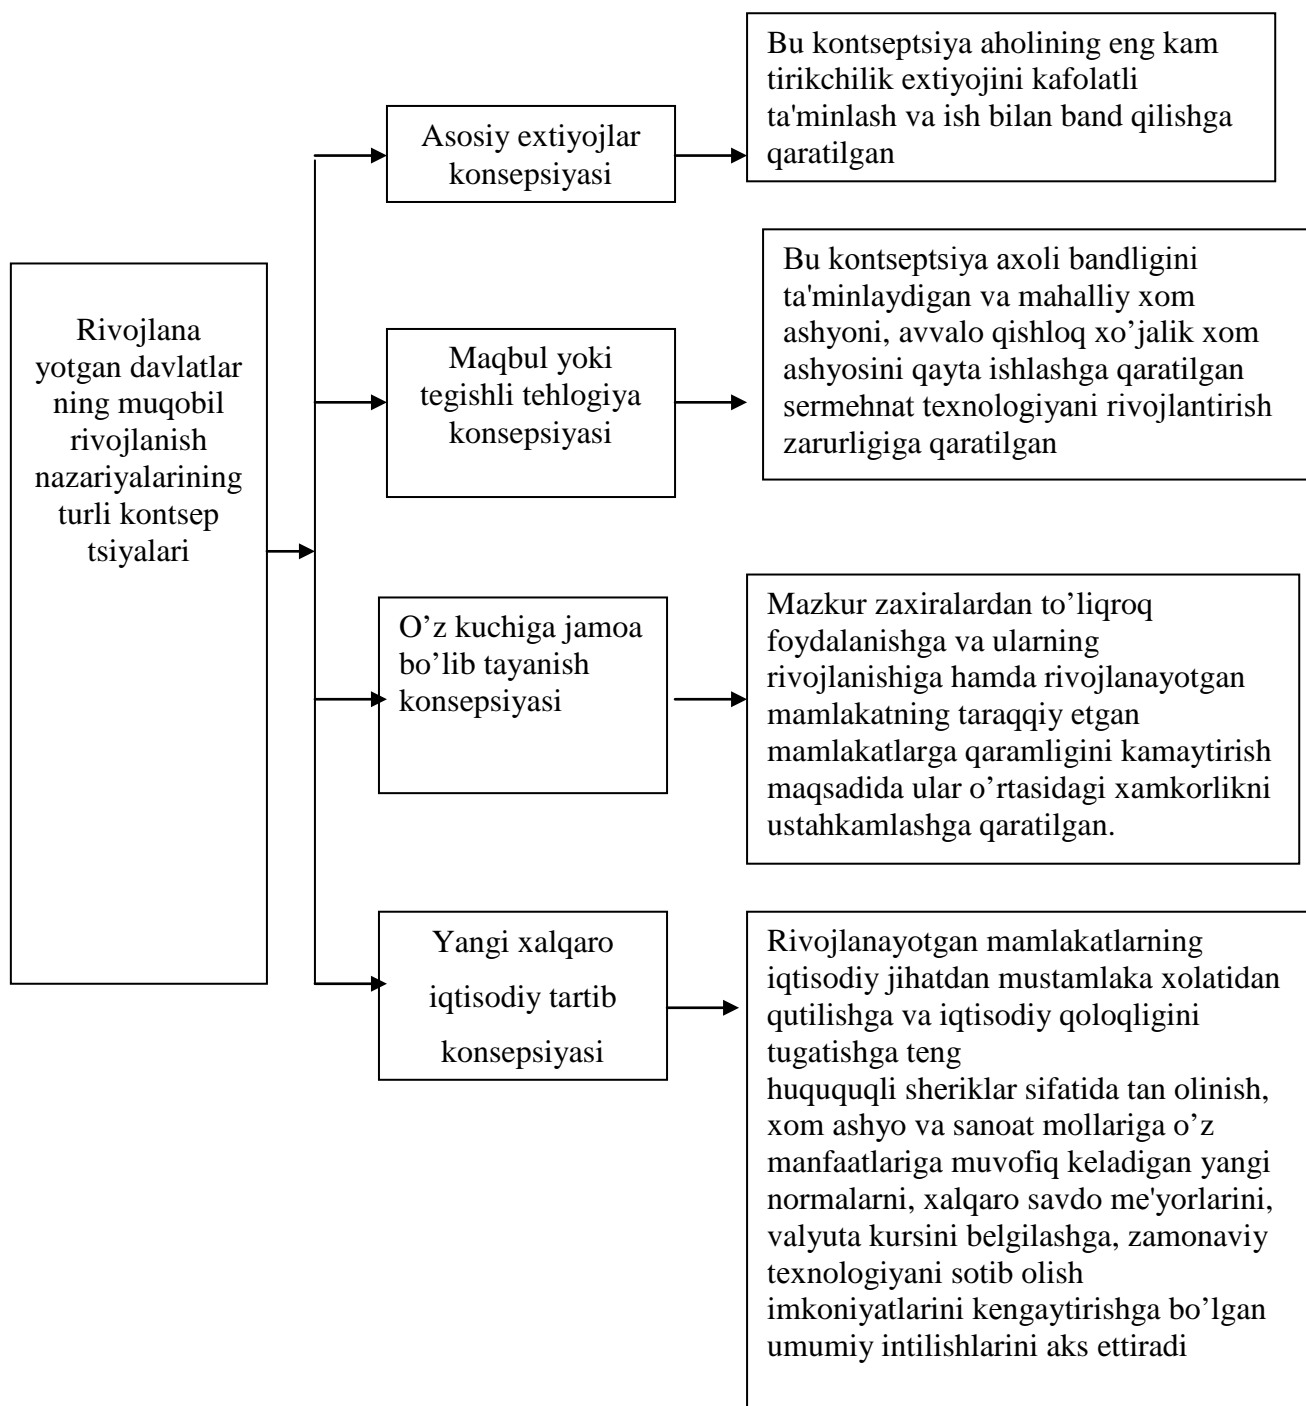 Rivojlana
yotgan davlatlar
ning muqobil
rivojlanish
nazariyalarining
turli kontsep
tsiyalari
Asosiy extiyojlar
konsepsiyasi
Bu kontseptsiya aholining eng kam
tirikchilik extiyojini kafolatli
ta'minlash va ish bilan band qilishga
qaratilgan
Maqbul yoki
tegishli tehlogiya
konsepsiyasi
Bu kontseptsiya axoli bandligini
ta'minlaydigan va mahalliy xom
ashyoni, avvalo qishloq xo’jalik xom
ashyosini qayta ishlashga qaratilgan
sermehnat texnologiyani rivojlantirish
zarurligiga qaratilgan
O’z kuchiga jamoa
bo’lib tayanish
konsepsiyasi
Mazkur zaxiralardan to’liqroq
foydalanishga va ularning
rivojlanishiga hamda rivojlanayotgan
mamlakatning taraqqiy etgan
mamlakatlarga qaramligini kamaytirish
maqsadida ular o’rtasidagi xamkorlikni
ustahkamlashga qaratilgan.
Yangi xalqaro
iqtisodiy tartib
konsepsiyasi
Rivojlanayotgan mamlakatlarning
iqtisodiy jihatdan mustamlaka xolatidan
qutilishga va iqtisodiy qoloqligini
tugatishga teng
huququqli sheriklar sifatida tan olinish,
xom ashyo va sanoat mollariga o’z
manfaatlariga muvofiq keladigan yangi
normalarni, xalqaro savdo me'yorlarini,
valyuta kursini belgilashga, zamonaviy
texnologiyani sotib olish
imkoniyatlarini kengaytirishga bo’lgan
umumiy intilishlarini aks ettiradi